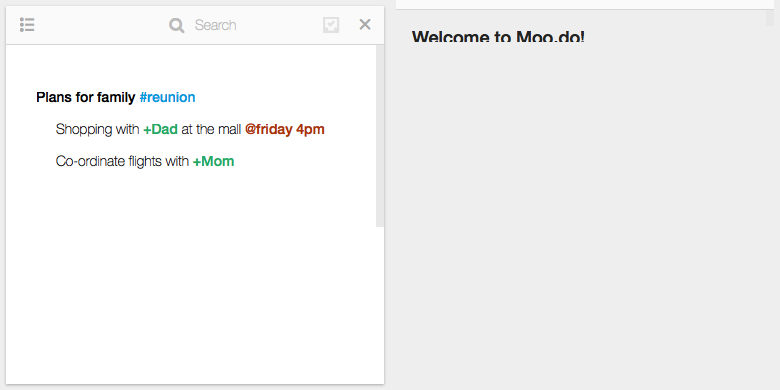 Search
Plans for family #reunion
Shopping with +Dad at the mall @friday 4pm
Co-ordinate flights with +Mom
Welcome to Moo.do!